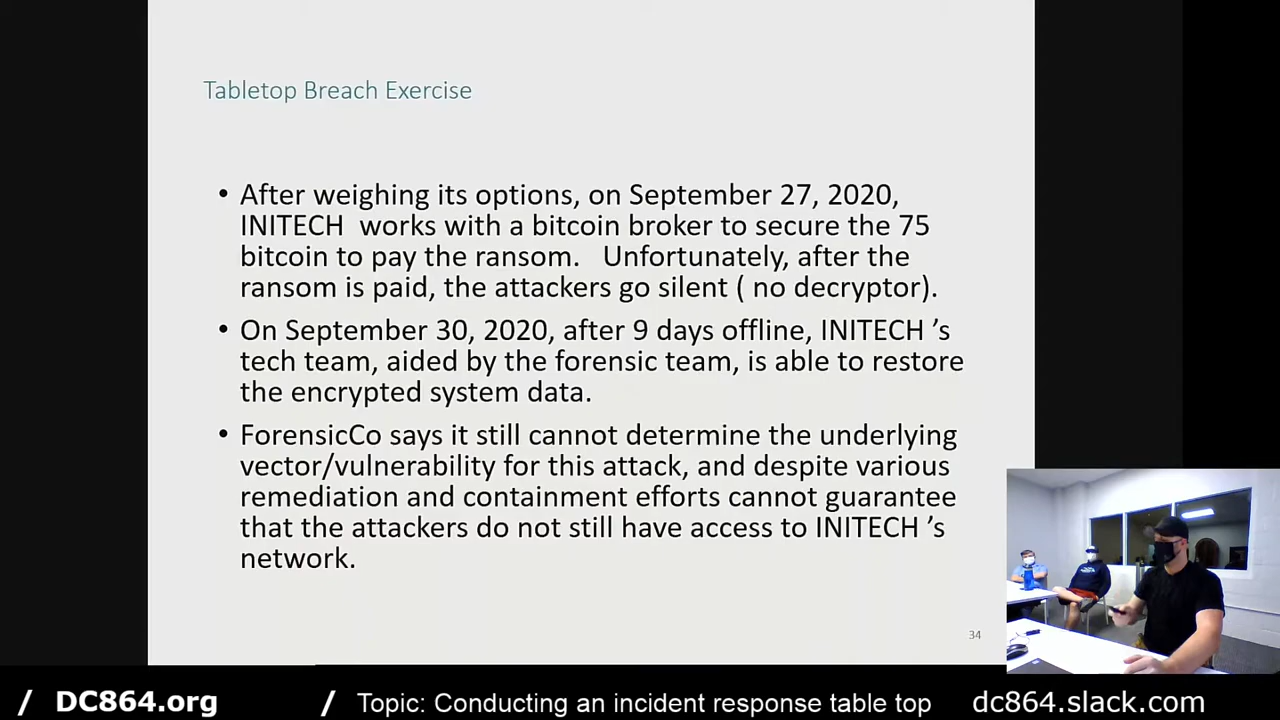 Tabletop Breach Exercise
• After weighing its options, on September 27, 2020,
INITECH  works with a bitcoin broker to secure the 75
bitcoin to pay the ransom.   Unfortunately, after the
ransom is paid, the attackers go silent ( no decryptor).
• On September 30, 2020, after 9 days offline, INITECH ’s
tech team, aided by the forensic team, is able to restore
the encrypted system data.
• ForensicCo says it still cannot determine the underlying
vector/vulnerability for this attack, and despite various
remediation and containment efforts cannot guarantee
that the attackers do not still have access to INITECH ’s
network.
34
/ DC864.org / Topic: Conducting an incident response table top dc864.slack.com